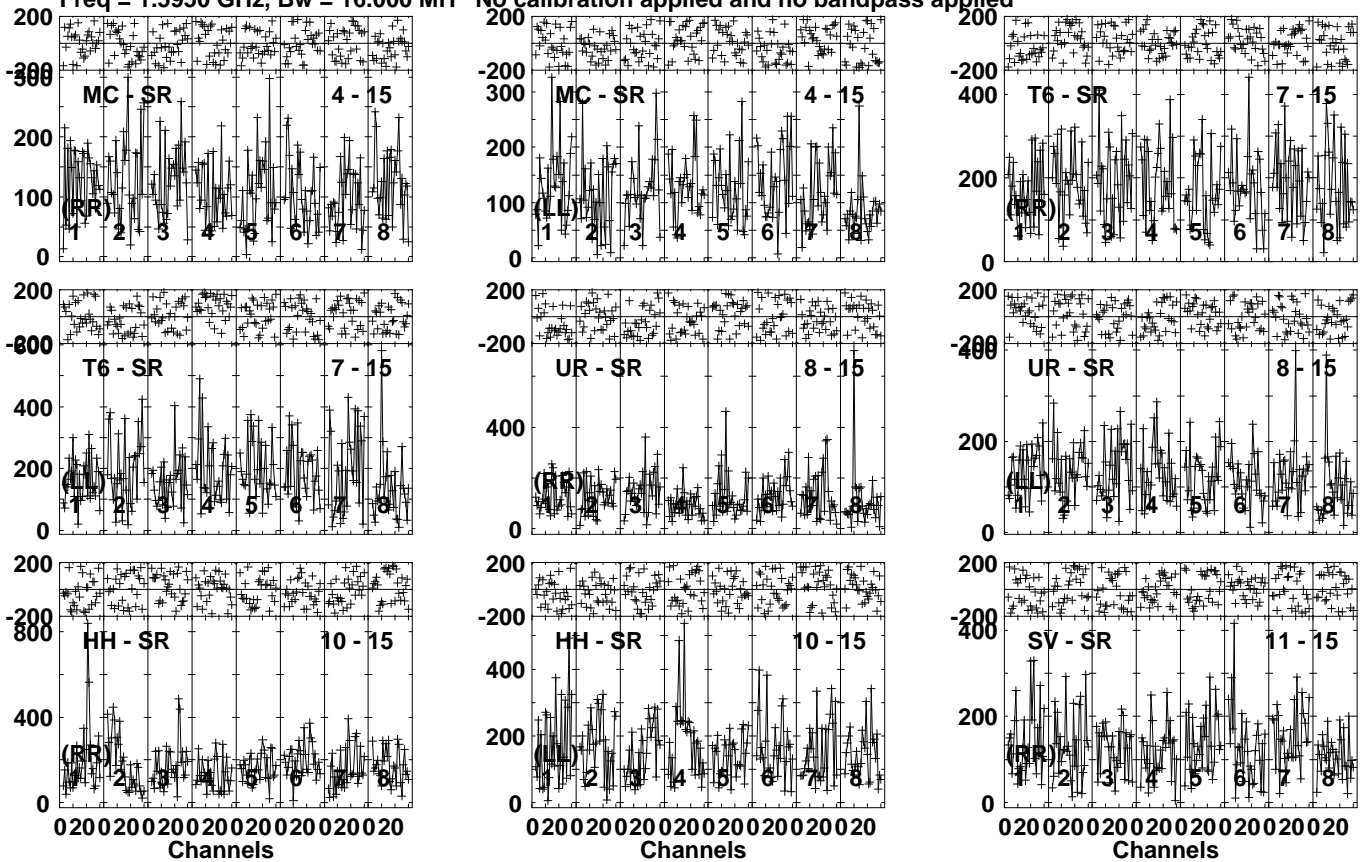 Freq = 1.5950 GHz, Bw = 16.000 MH No calibration applied and no bandpass applied
200 200 200
-200 -200 -200
300 300 400
MC - SR 4 - 15 MC - SR 4 - 15 T6 - SR 7 - 15
200 200 200
100 100
(RR) (LL) (RR)
1 2 3 4 5 6 7 8 1 2 3 4 5 6 7 8 1 2 3 4 5 6 7 8
0 0 0
200 200 200
-200 -200 -200
600 400
T6 - SR 7 - 15 UR - SR 8 - 15 UR - SR 8 - 15
400 400 200
200
(LL) (RR) (LL)
1 2 3 4 5 6 7 8 1 2 3 4 5 6 7 8 1 2 3 4 5 6 7 8
0 0 0
200 200 200
-200 -200 -200
800 400 400
HH - SR 10 - 15 HH - SR 10 - 15 SV - SR 11 - 15
400 200 200
(RR) (LL) (RR)
1 2 3 4 5 6 7 8 1 2 3 4 5 6 7 8 1 2 3 4 5 6 7 8
0 0 0
0 20 0 20 0 20 0 20 0 20 0 20 0 20 0 20 0 20 0 20 0 20 0 20 0 20 0 20 0 20 0 20 0 20 0 20 0 20 0 20 0 20 0 20 0 20 0 20
Channels Channels Channels